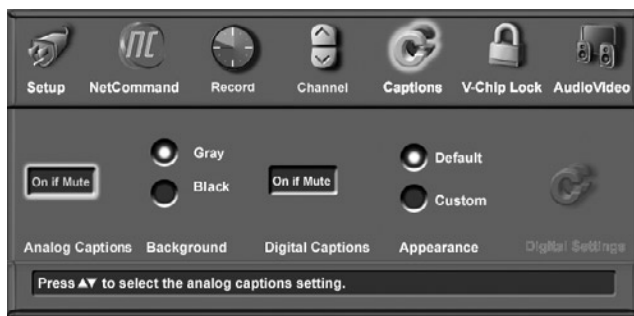 NC
Setup NetCommand Record Channel Captions V-Chip Lock AudioVideo
Gray Default
On if Mute On if Mute
Black Custom
Analog Captions Background Digital Captions Appearance Digital Settings
Press ▲▼ to select the analog captions setting.